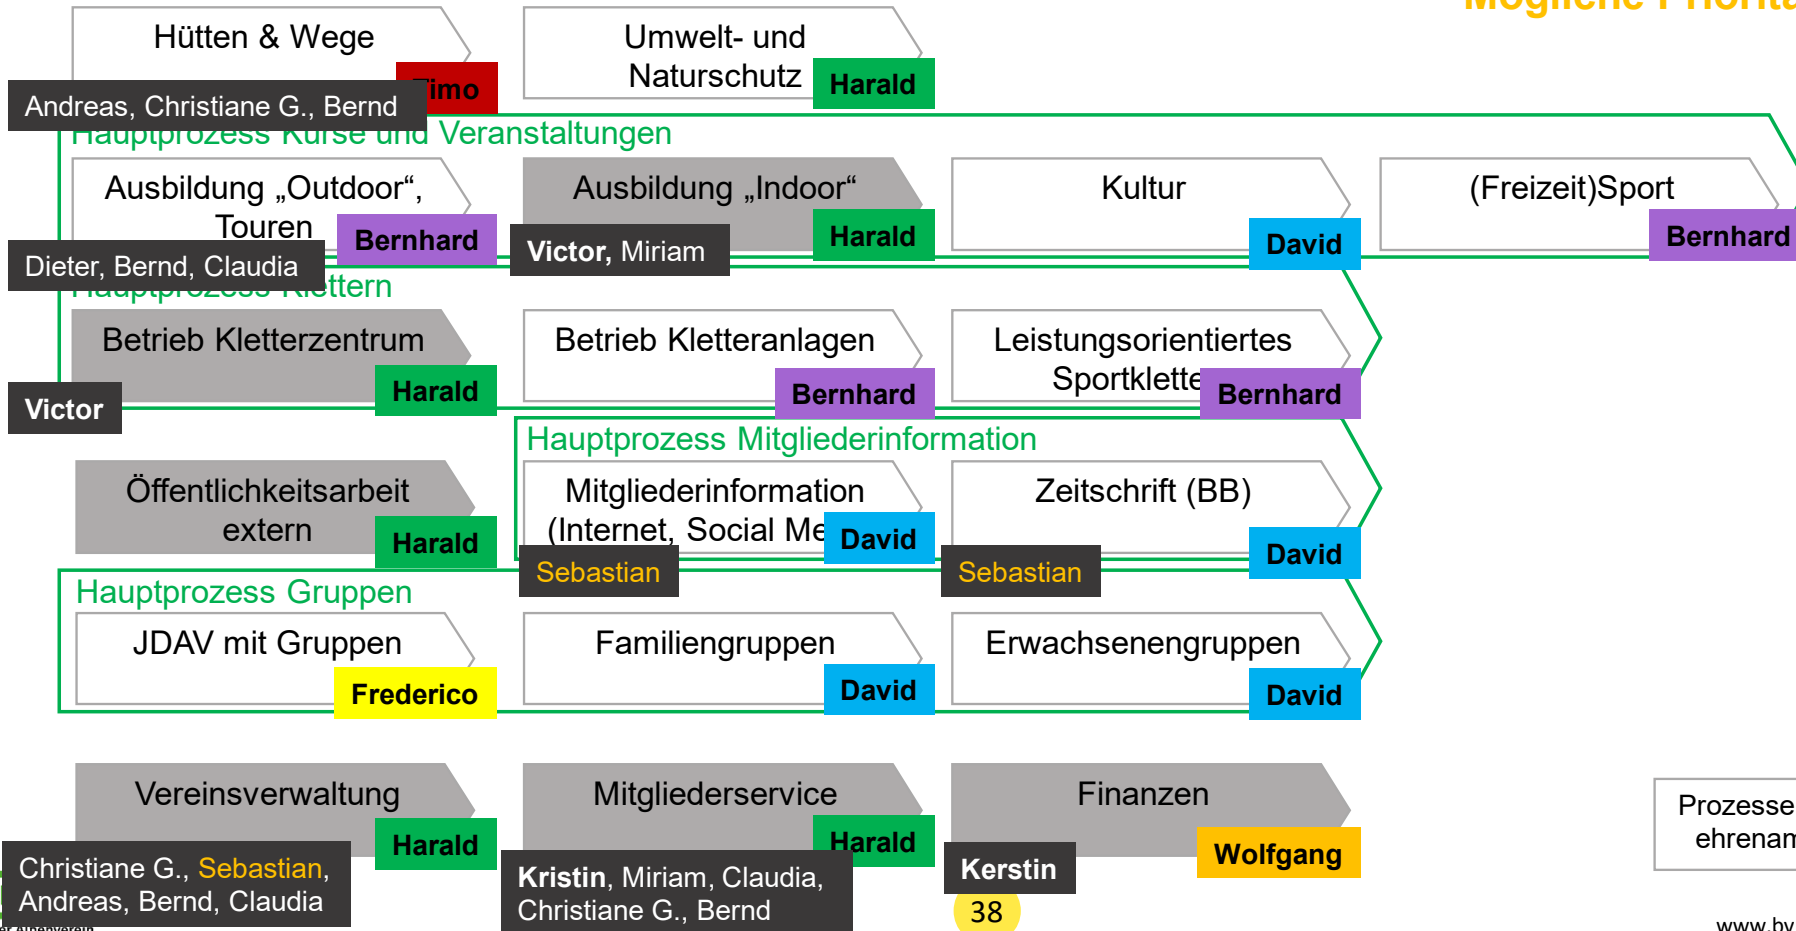 Mögliche
Hütten & Wege
Umwelt- und
Naturschutz
Harald
Andreas, Christiane G., Bernd
Hauptprozess Kurse und Veranstaltungen
Ausbildung „Outdoor“,
Touren
Bernhard
Dieter, Bernd, Claudia
Ausbildung „Indoor“
Harald
Victor, Miriam
Kultur
David
(Freizeit)Sport
Bernhard
Hauptprozess Klettern
Betrieb Kletterzentrum
Harald
Victor
Betrieb Kletteranlagen
Bernhard
Leistungsorientiertes
Bernhard
Öffentlichkeitsarbeit
extern
Harald
Hauptprozess Mitgliederinformation
Mitgliederinformation
(Internet, Social
David
Sebastian
Zeitschrift (BB)
David
Sebastian
Hauptprozess Gruppen
JDAV mit Gruppen
Frederico
Familiengruppen
David
Erwachsenengruppen
David
Vereinsverwaltung
Harald
Christiane G., Sebastian,
Andreas, Bernd, Claudia
Mitgliederservice
Harald
Kristin, Miriam, Claudia,
Christiane G., Bernd
Finanzen
Wolfgang
Kerstin
38
Prozesse